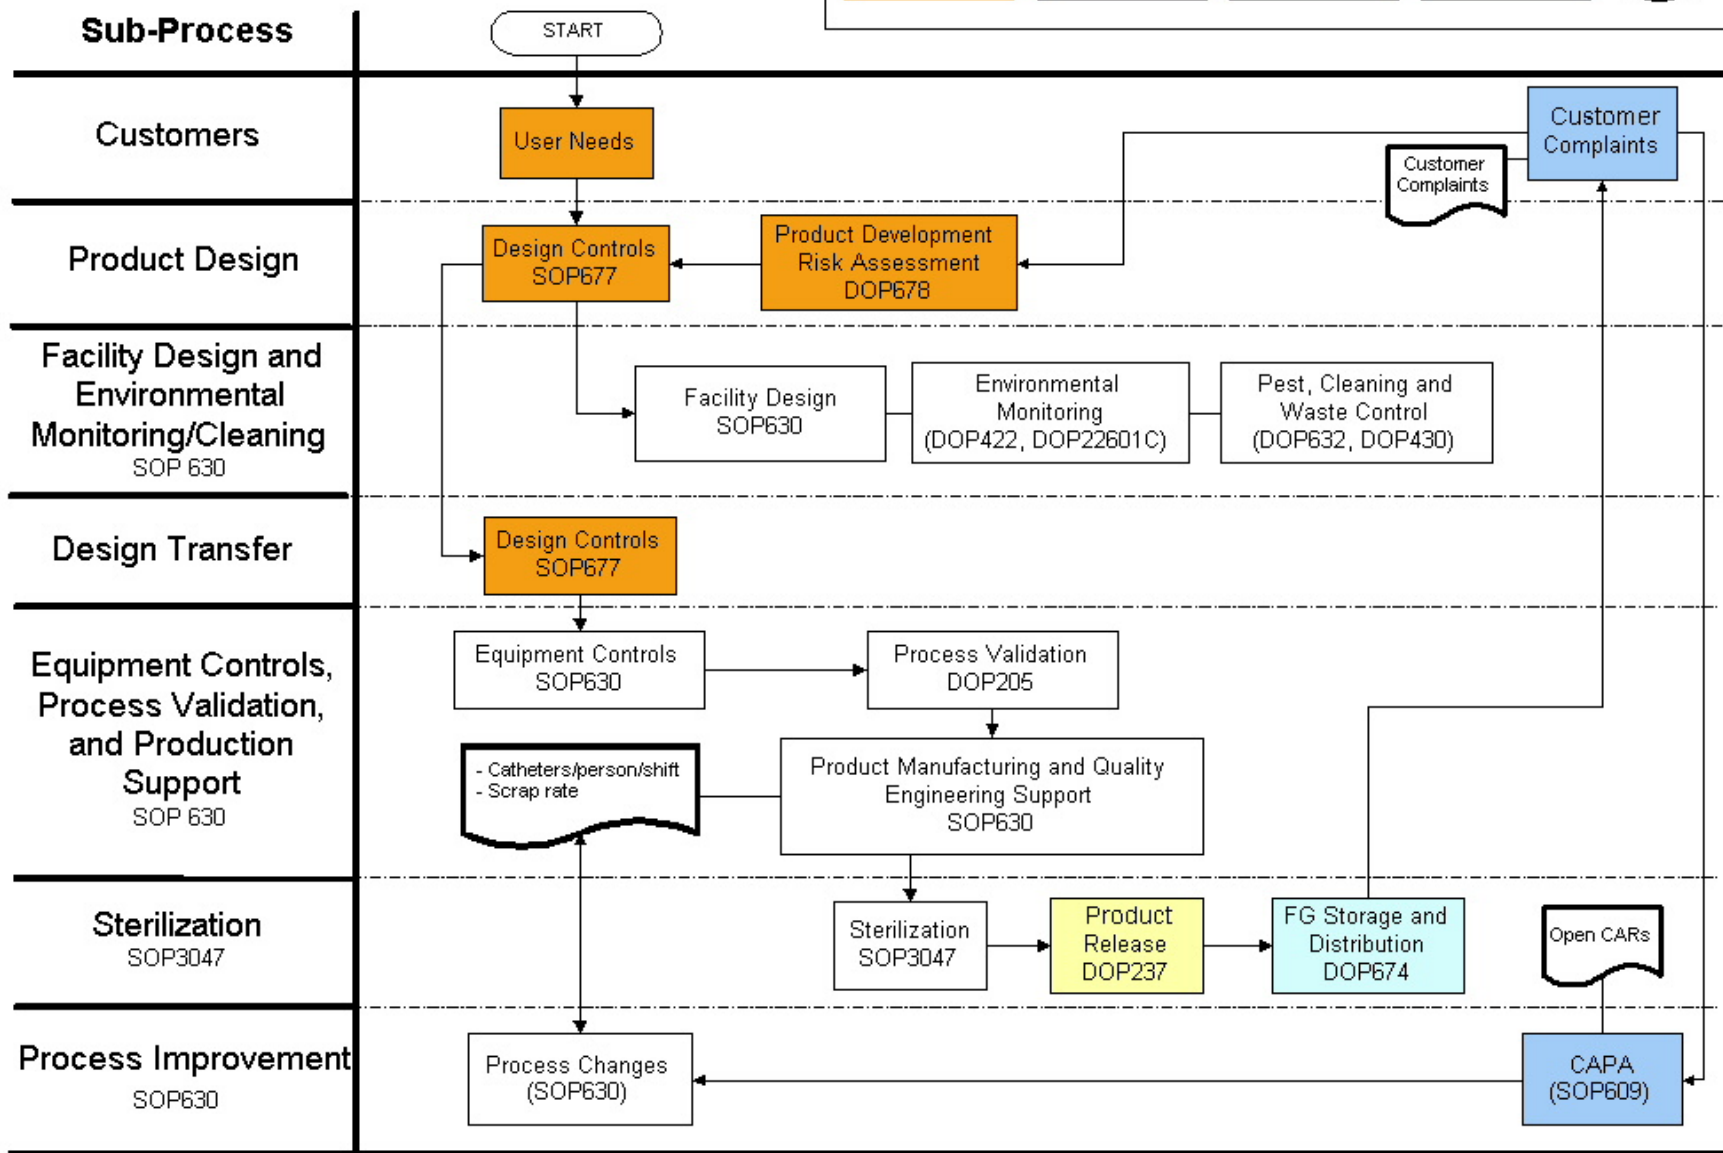 Sub-Process
START
Customers
User Needs
Customer
Complaints
Customer
Complaints
Product Design
Design Controls
SOP677
Product Development
Risk Assessment
DOP678
Facility Design and
Environmental
Monitoring/Cleaning
SOP 630
Facility Design
SOP630
Environmental
Monitoring
(DOP422, DOP22601C)
Pest, Cleaning and
Waste Control
(DOP632, DOP430)
Design Transfer
Design Controls
SOP677
Equipment Controls,
Process Validation,
and Production
Support
SOP 630
Equipment Controls
SOP630
Process Validation
DOP205
- Catheters/person/shift
- Scrap rate
Product Manufacturing and Quality
Engineering Support
SOP630
Sterilization
SOP3047
Sterilization
SOP3047
Product
Release
DOP237
FG Storage and
Distribution
DOP674
Open CARs
Process Improvement
SOP630
Process Changes
(SOP630)
CAPA
(SOP609)